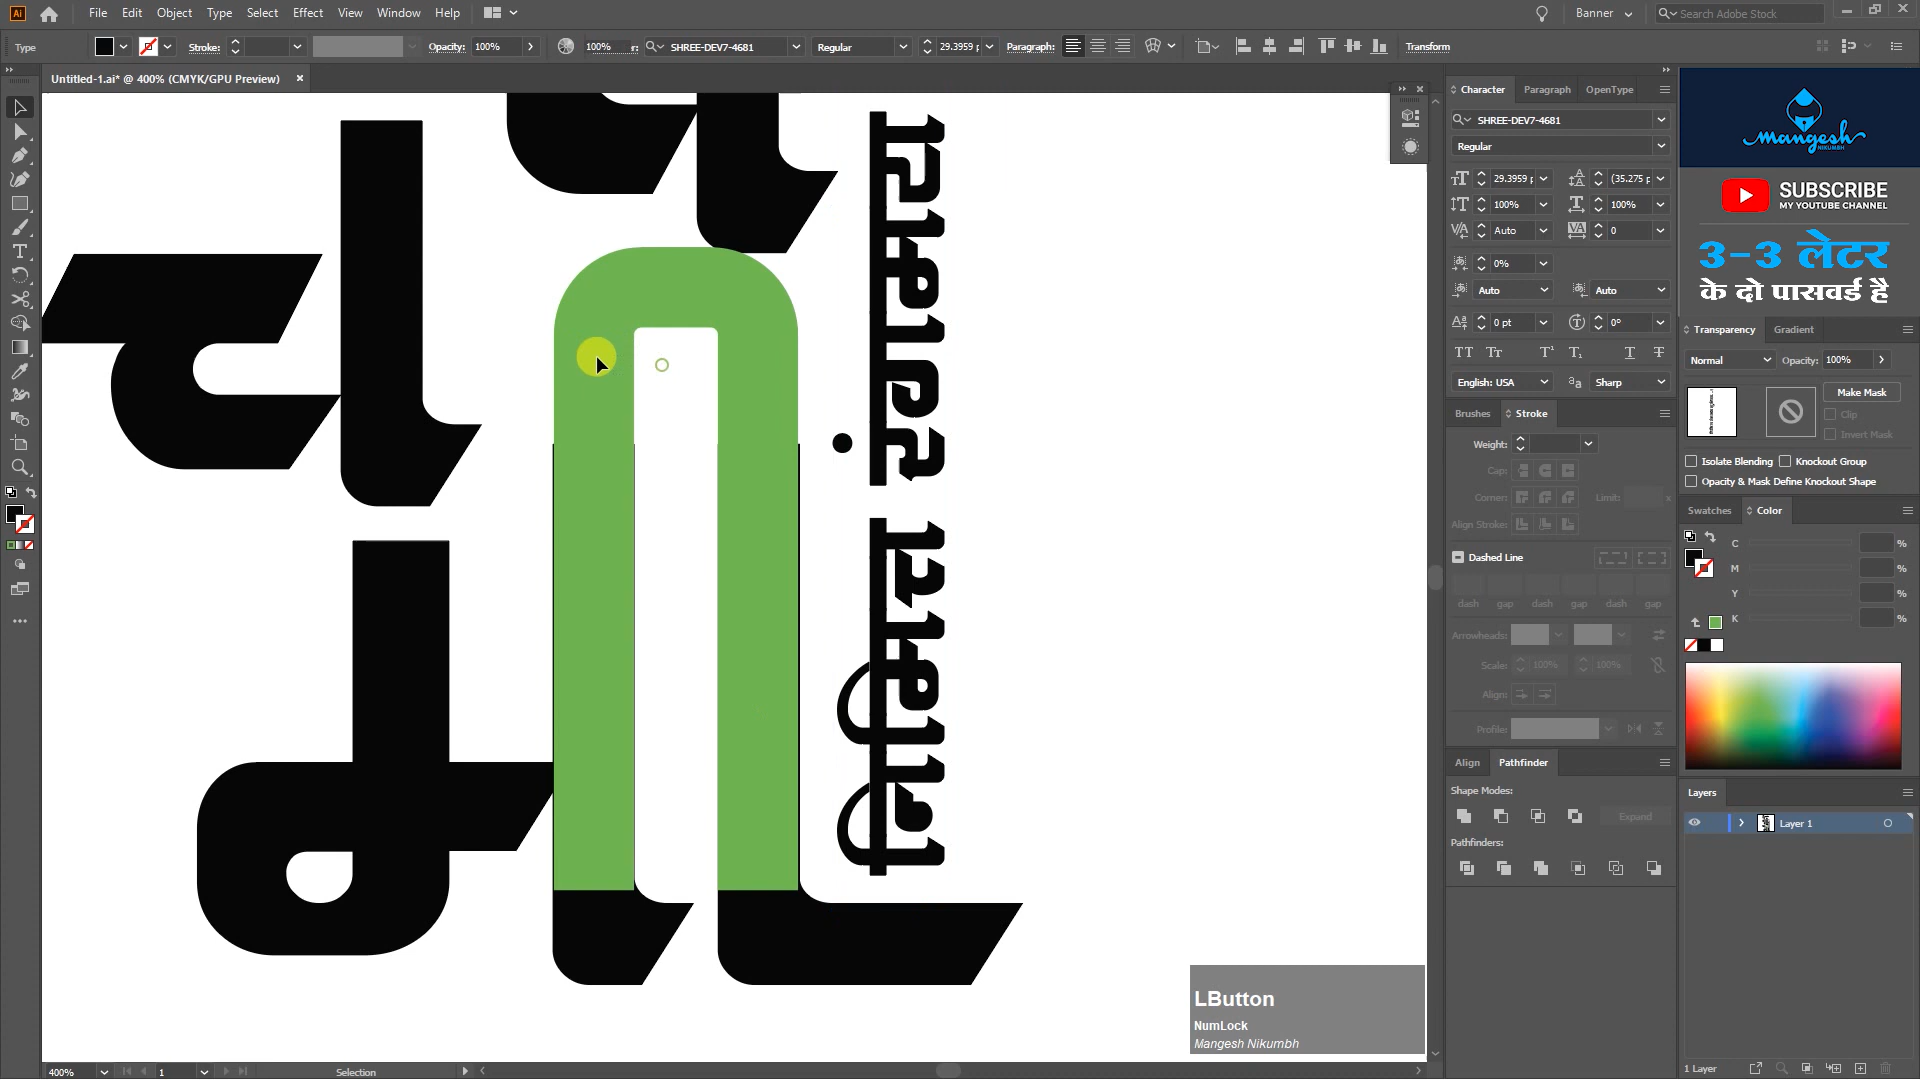 Ai File Edit Object Type Select Effect View Window Help Banner Search Adobe Stock
Type Stroke: Opacity: 100% 100% SHREE-DEV7-4681 Regular 29.3959 Paragraph: Transform
Untitled-1.ai* @ 400% (CMYK/GPU Preview)
Character Paragraph OpenType
SHREE-DEV7-4681
Regular
29.3959 (35.275
100% 100%
Auto 0
0%
Auto Auto
0 pt 0°
English: USA Sharp
Brushes Stroke
Weight:
Cap:
Corner: Limit: x
Align Stroke:
Dashed Line
dash gap dash gap dash gap
Arrowheads:
Scale: 100% 100%
Align:
Profile:
Align Pathfinder
Shape Modes:
Expand
Pathfinders:
mangesh
NIKUMBH
SUBSCRIBE
MY YOUTUBE CHANNEL
3-3 लेटर
के दो पासवर्ड है
Transparency Gradient
Normal Opacity: 100%
Make Mask
Clip
Invert Mask
Isolate Blending Knockout Group
Opacity & Mask Define Knockout Shape
Swatches Color
C %
M %
Y %
K %
Layers
Layer 1
1 Layer
LButton
NumLock
Mangesh Nikumbh
400% 1 Selection